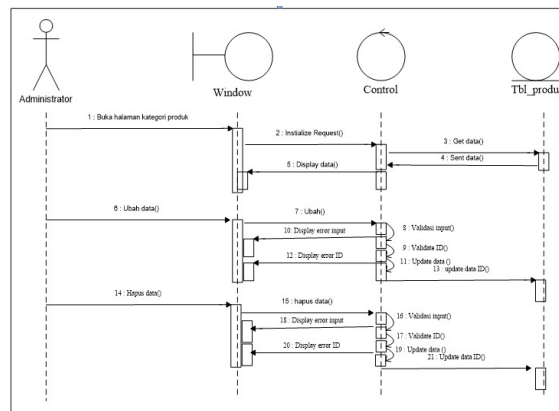 Administrator
Window
Control
Tbl_produ
1 : Buka halaman kategori produk
2 : Instialize Request()
3 : Get data()
4 : Sent data()
5 : Display data()
6 : Ubah data()
7 : Ubah()
8 : Validasi input()
10: Display error input
9 : Validate ID()
12 : Display error ID
11 : Update data ()
13 : update data ID()
14 : Hapus data()
15 : hapus data()
16 : Validasi input()
18 : Display error input
17 : Validate ID()
20 : Display error ID
19 : Update data ()
21 : Update data ID()